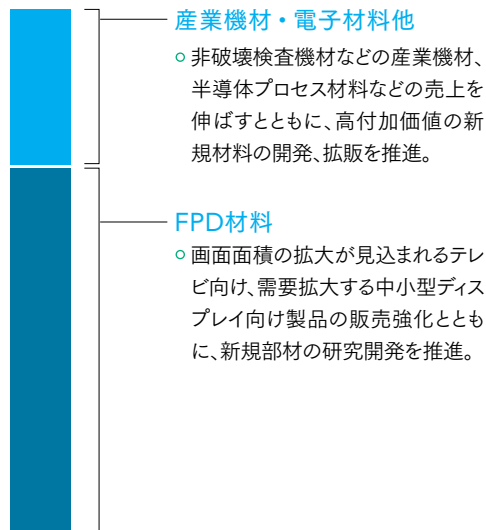 産業機材・電子材料他
非破壊検査機材などの産業機材、
半導体プロセス材料などの売上を
伸ばすとともに、高付加価値の新
規材料の開発、拡販を推進。
FPD材料
画面面積の拡大が見込まれるテレ
ビ向け、需要拡大する中小型ディス
プレイ向け製品の販売強化ととも
に、新規部材の研究開発を推進。